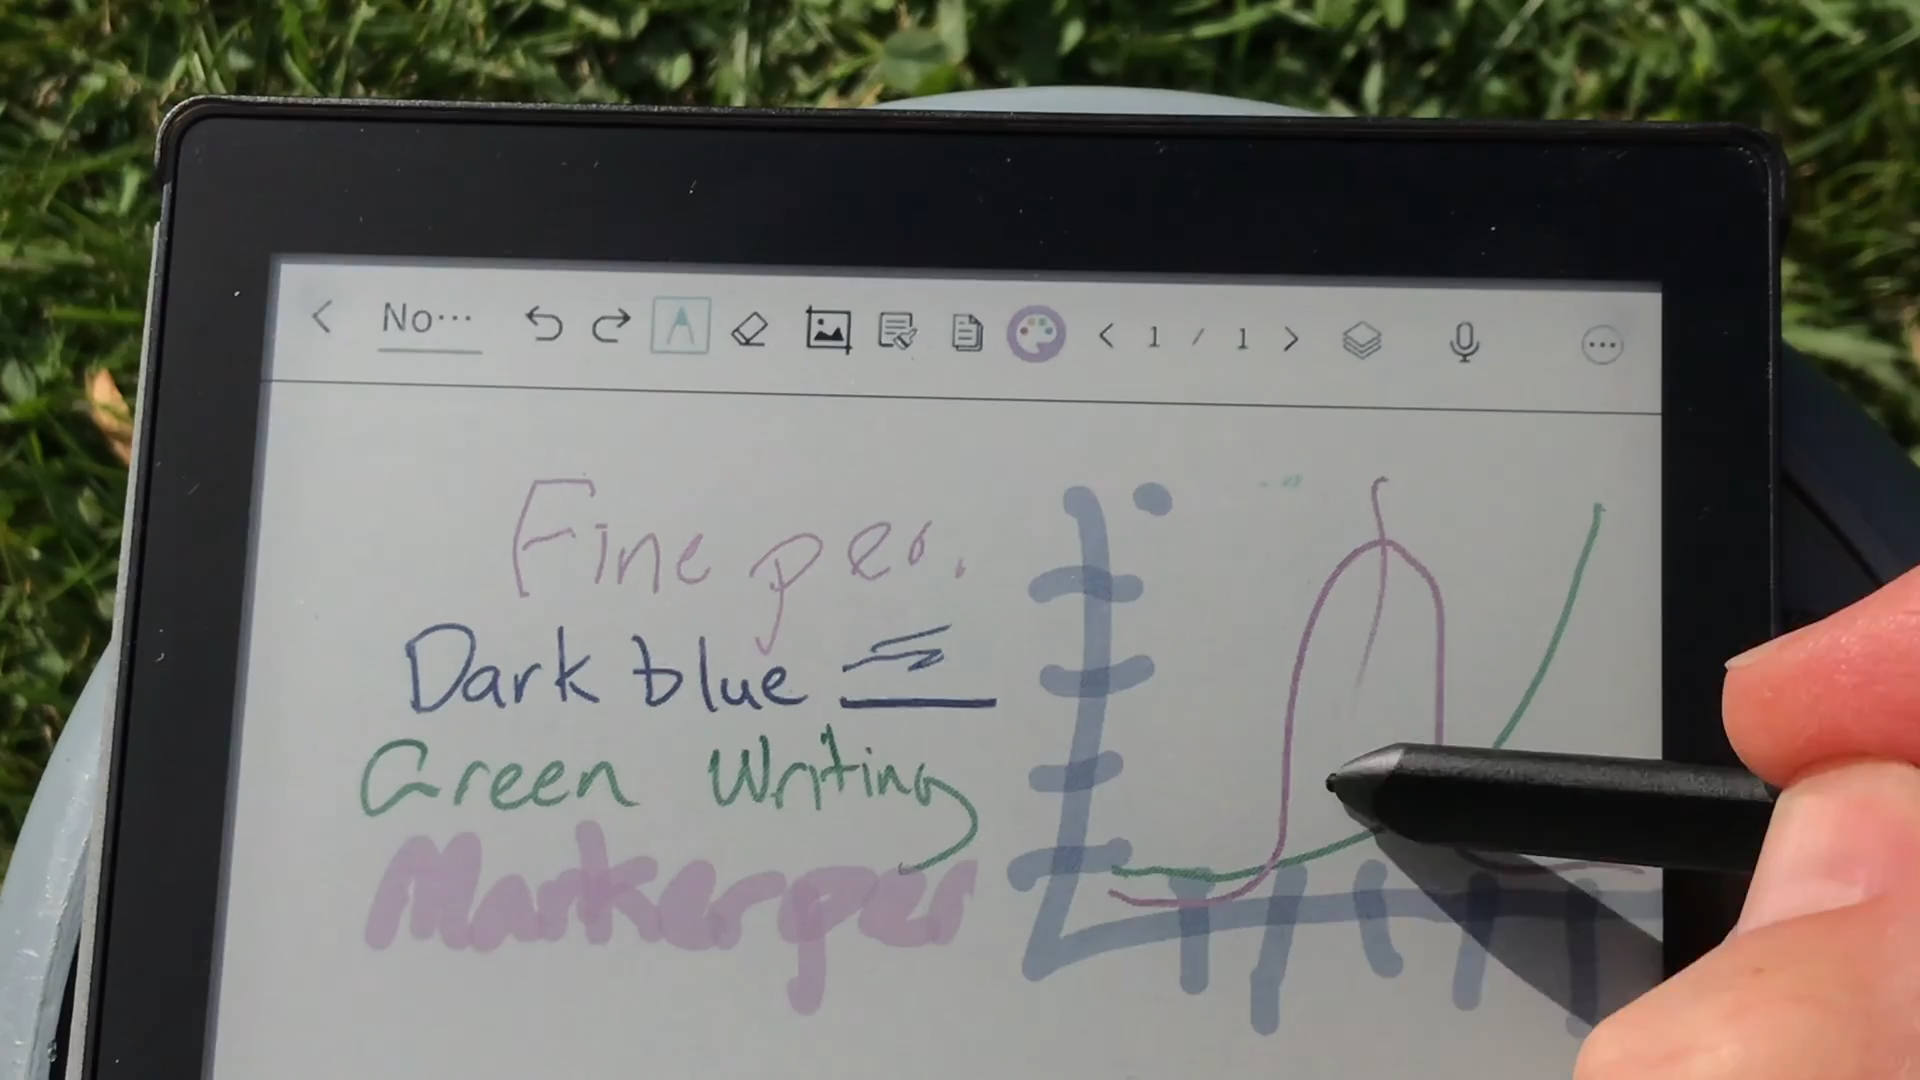 No... 1 / 1
Fine pen.
Dark blue
Green Writing
Markerpen